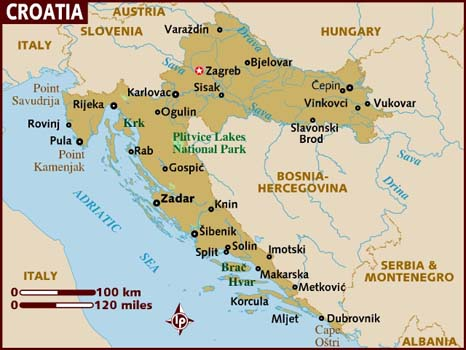 CROATIA
AUSTRIA
SLOVENIA
HUNGARY
ITALY
Varaždin
Drava
Sava
Zagreb
Bjelovar
Point
Savudrija
Karlovac
Sisak
Čepin
Rijeka
Ogulin
Sava
Vinkovci
Vukovar
Rovinj
Krk
Plitvice Lakes
National Park
Slavonski
Brod
Pula
Point
Kamenjak
Rab
Gospić
BOSNIA-
HERCEGOVINA
Drina
ADRIATIC
SEA
Zadar
Knin
Šibenik
Solin
Split
Imotski
SERBIA &
MONTENEGRO
ITALY
Brač
Hvar
Makarska
Metković
0 100 km
0 120 miles
Korcula
LP
Mljet
Dubrovnik
Cape
Oštri
ALBANIA